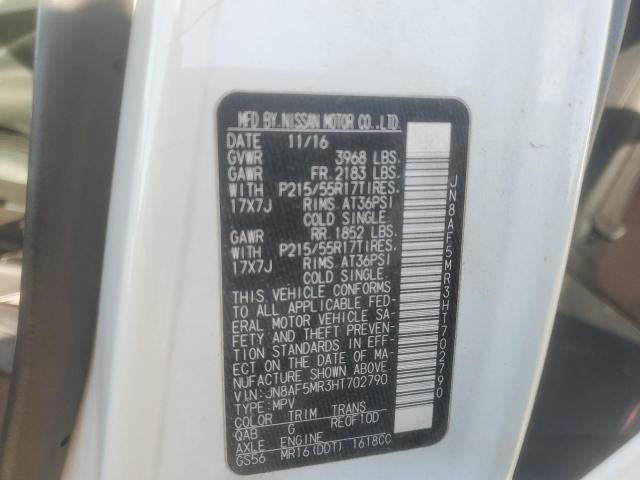 MFD BY NISSAN MOTOR CO.,LTD.
DATE 11/16
GVWR 3968 LBS.
GAWR FR. 2183 LBS.
WITH P215/55R17TIRES.
17X7J RIMS AT36PSI
COLD SINGLE.
GAWR RR. 1852 LBS.
WITH P215/55R17TIRES.
17X7J RIMS AT36PSI
COLD SINGLE.
THIS VEHICLE CONFORMS
TO ALL APPLICABLE FED-
ERAL MOTOR VEHICLE SA-
FETY AND THEFT PREVEN-
TION STANDARDS IN EFF-
ECT ON THE DATE OF MA-
NUFACTURE SHOWN ABOVE.
VIN: JN8AF5MR3HT702790
TYPE: MPV
COLOR TRIM TRANS
QAB G RE0F10D
AXLE ENGINE
GS56 MR16(DDT) 1618CC
JN8AF5MR3HT702790